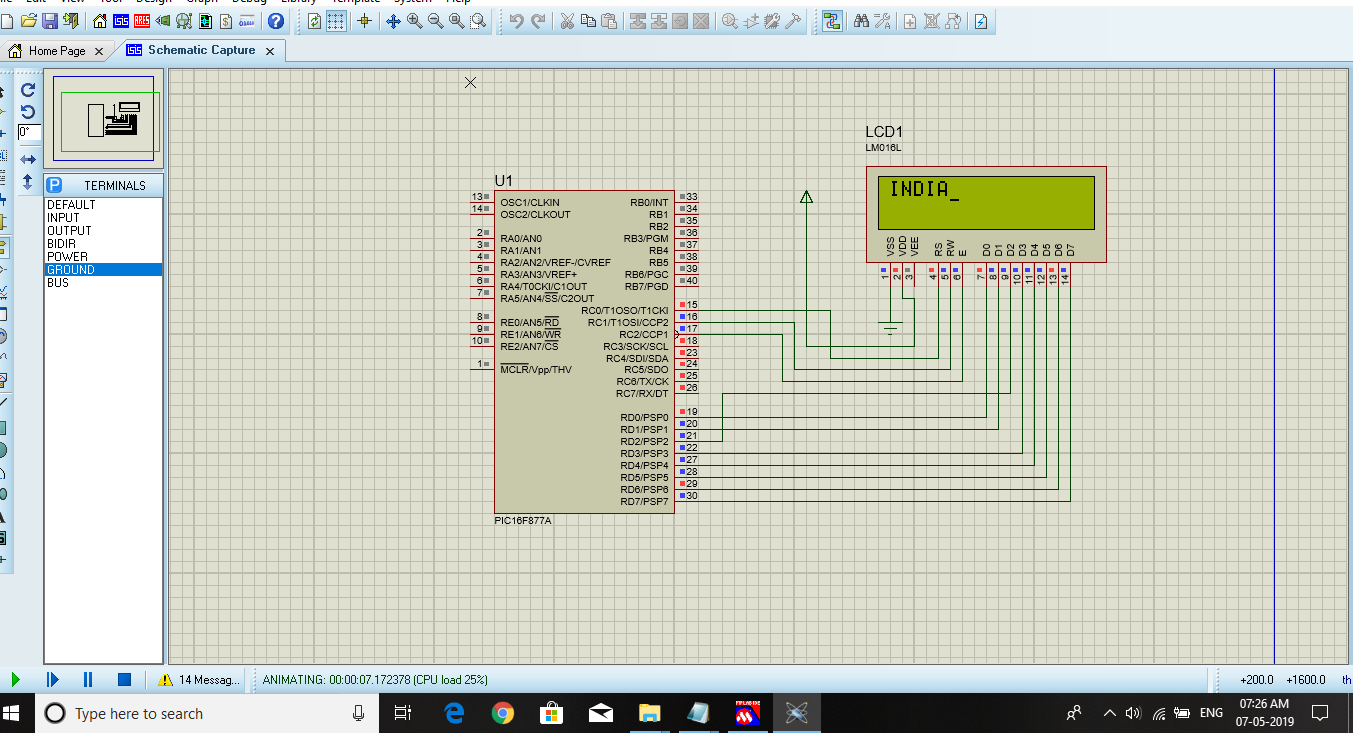 File Edit View Tool Design Graph Debug Library Template System Help
Home Page
Schematic Capture
0°
P TERMINALS
DEFAULT
INPUT
OUTPUT
BIDIR
POWER
GROUND
BUS
U1
13 OSC1/CLKIN
14 OSC2/CLKOUT
2 RA0/AN0
3 RA1/AN1
4 RA2/AN2/VREF-/CVREF
5 RA3/AN3/VREF+
6 RA4/T0CKI/C1OUT
7 RA5/AN4/SS/C2OUT
8 RE0/AN5/RD
9 RE1/AN6/WR
10 RE2/AN7/CS
1 MCLR/Vpp/THV
RB0/INT 33
RB1 34
RB2 35
RB3/PGM 36
RB4 37
RB5 38
RB6/PGC 39
RB7/PGD 40
RC0/T1OSO/T1CKI 15
RC1/T1OSI/CCP2 16
RC2/CCP1 17
RC3/SCK/SCL 18
RC4/SDI/SDA 23
RC5/SDO 24
RC6/TX/CK 25
RC7/RX/DT 26
RD0/PSP0 19
RD1/PSP1 20
RD2/PSP2 21
RD3/PSP3 22
RD4/PSP4 27
RD5/PSP5 28
RD6/PSP6 29
RD7/PSP7 30
PIC16F877A
LCD1
LM016L
INDIA_
VSS VDD VEE RS RW E D0 D1 D2 D3 D4 D5 D6 D7
1 2 3 4 5 6 7 8 9 10 11 12 13 14
14 Messag...
ANIMATING: 00:00:07.172378 (CPU load 25%)
+200.0 +1600.0 th
Type here to search
ENG
07:26 AM
07-05-2019